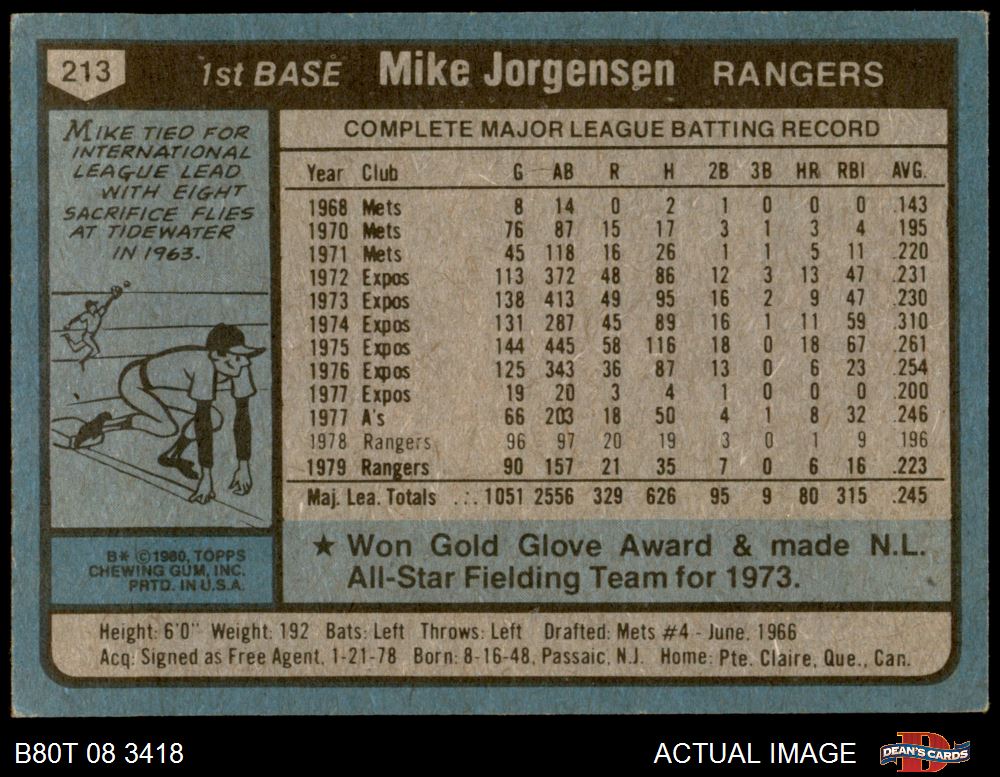 213 1st BASE Mike Jorgensen RANGERS
MIKE TIED FOR
INTERNATIONAL
LEAGUE LEAD
WITH EIGHT
SACRIFICE FLIES
AT TIDEWATER
IN 1963.
COMPLETE MAJOR LEAGUE BATTING RECORD
Year Club G AB R H 2B 3B HR RBI AVG.
1968 Mets 8 14 0 2 1 0 0 0 .143
1970 Mets 76 87 15 17 3 1 3 4 .195
1971 Mets 45 118 16 26 1 1 5 11 .220
1972 Expos 113 372 48 86 12 3 13 47 .231
1973 Expos 138 413 49 95 16 2 9 47 .230
1974 Expos 131 287 45 89 16 1 11 59 .310
1975 Expos 144 445 58 116 18 0 18 67 .261
1976 Expos 125 343 36 87 13 0 6 23 .254
1977 Expos 19 20 3 4 1 0 0 0 .200
1977 A's 66 203 18 50 4 1 8 32 .246
1978 Rangers 96 97 20 19 3 0 1 9 .196
1979 Rangers 90 157 21 35 7 0 6 16 .223
Maj. Lea. Totals ... 1051 2556 329 626 95 9 80 315 .245
★ Won Gold Glove Award & made N.L.
All-Star Fielding Team for 1973.
B* ©1980, TOPPS
CHEWING GUM, INC.
PRTD. IN U.S.A.
Height: 6'0" Weight: 192 Bats: Left Throws: Left Drafted: Mets #4 - June, 1966
Acq: Signed as Free Agent, 1-21-78 Born: 8-16-48, Passaic, N.J. Home: Pte. Claire, Que., Can.
B80T 08 3418 ACTUAL IMAGE DEAN'S CARDS